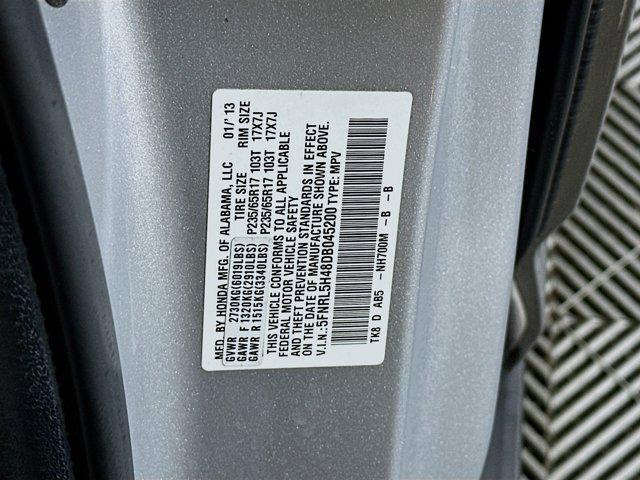 MFD. BY HONDA MFG. OF ALABAMA, LLC 01/'13
GVWR 2730KG(6019LBS) TIRE SIZE RIM SIZE
GAWR F 1320KG(2910LBS) P235/65R17 103T 17X7J
GAWR R 1515KG(3340LBS) P235/65R17 103T 17X7J
THIS VEHICLE CONFORMS TO ALL APPLICABLE
FEDERAL MOTOR VEHICLE SAFETY
AND THEFT PREVENTION STANDARDS IN EFFECT
ON THE DATE OF MANUFACTURE SHOWN ABOVE.
V.I.N.:5FNRL5H48DB045200 TYPE: MPV
TK8 D AB5 -NH700M -B -B